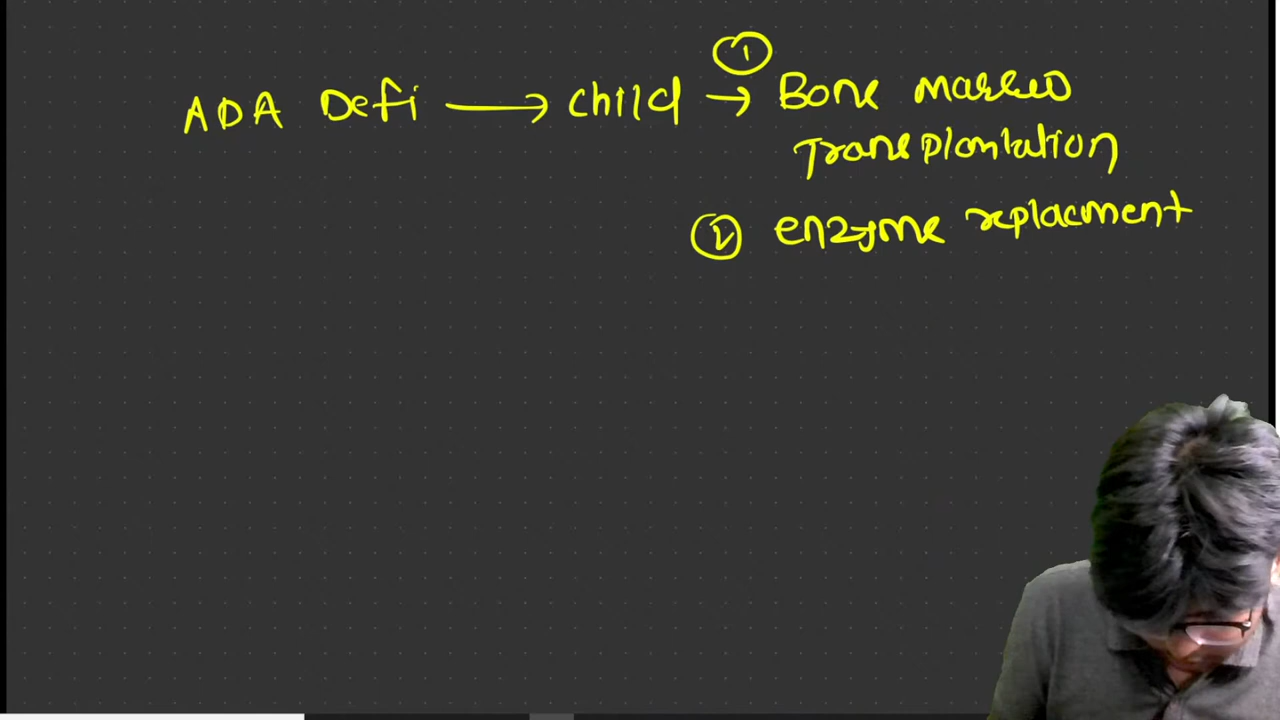 ADA Defi → child → ① Bone marrow
Transplantation
② enzyme replacment